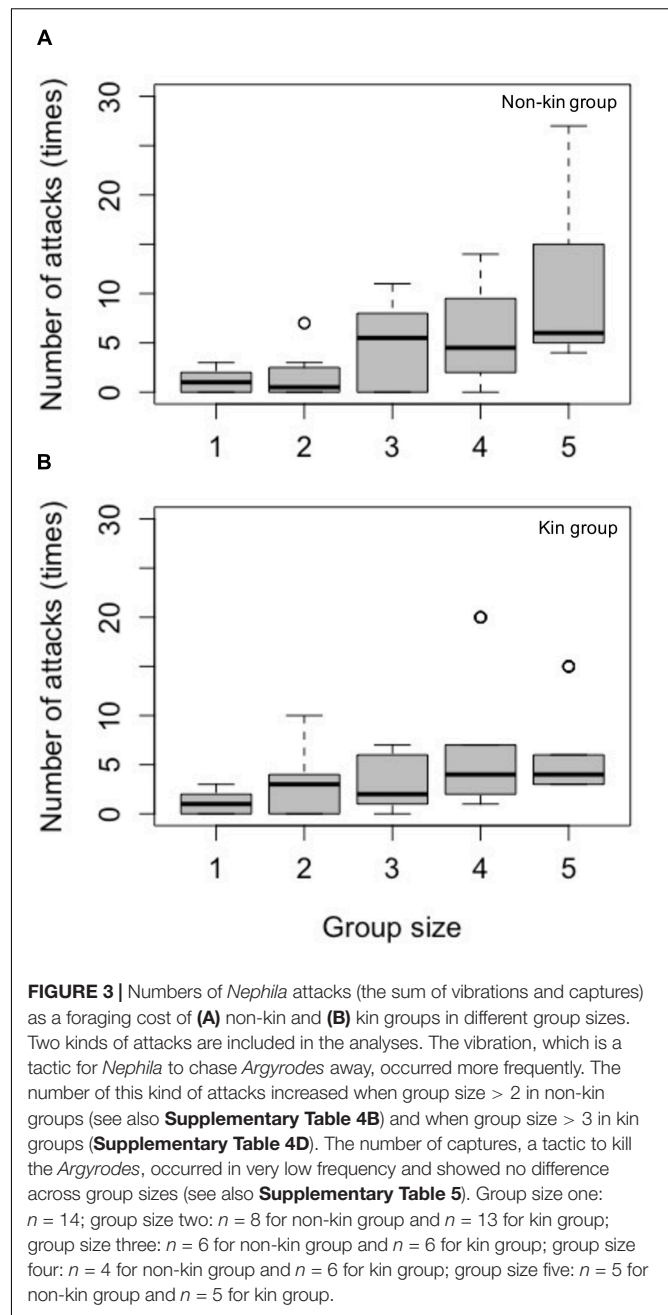 A
Number of attacks (times)
30
20
10
5
0
Non-kin group
1 2 3 4 5
B
Number of attacks (times)
30
20
10
5
0
Kin group
1 2 3 4 5
Group size
FIGURE 3 | Numbers of Nephila attacks (the sum of vibrations and captures)
as a foraging cost of (A) non-kin and (B) kin groups in different group sizes.
Two kinds of attacks are included in the analyses. The vibration, which is a
tactic for Nephila to chase Argyrodes away, occurred more frequently. The
number of this kind of attacks increased when group size > 2 in non-kin
groups (see also Supplementary Table 4B) and when group size > 3 in kin
groups (Supplementary Table 4D). The number of captures, a tactic to kill
the Argyrodes, occurred in very low frequency and showed no difference
across group sizes (see also Supplementary Table 5). Group size one:
n = 14; group size two: n = 8 for non-kin group and n = 13 for kin group;
group size three: n = 6 for non-kin group and n = 6 for kin group; group size
four: n = 4 for non-kin group and n = 6 for kin group; group size five: n = 5 for
non-kin group and n = 5 for kin group.